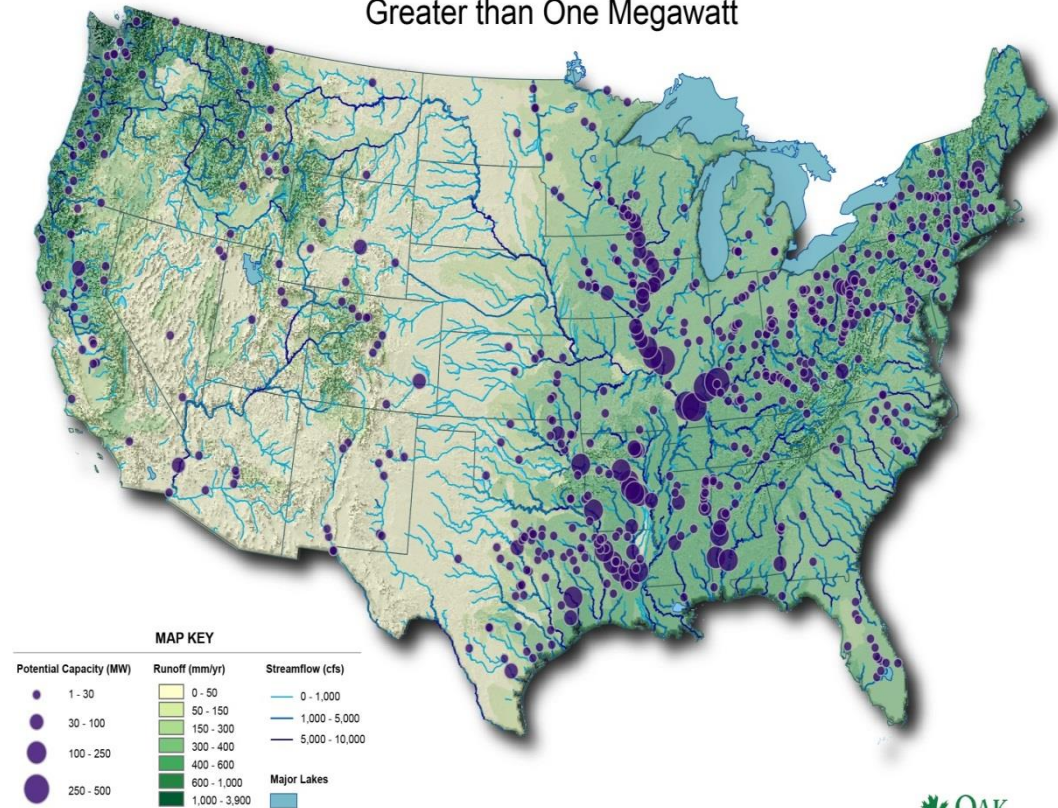 Greater than One Megawatt
MAP KEY
Potential Capacity (MW)
1 - 30
30 - 100
100 - 250
250 - 500
Runoff (mm/yr)
0 - 50
50 - 150
150 - 300
300 - 400
400 - 600
600 - 1,000
1,000 - 3,900
Streamflow (cfs)
0 - 1,000
1,000 - 5,000
5,000 - 10,000
Major Lakes
OAK